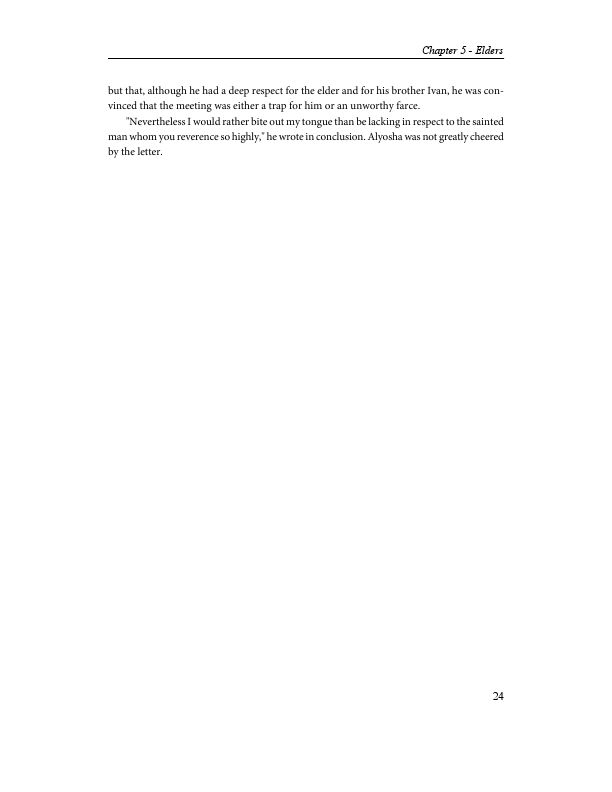 Chapter 5 - Elders
but that, although he had a deep respect for the elder and for his brother Ivan, he was con-
vinced that the meeting was either a trap for him or an unworthy farce.
"Nevertheless I would rather bite out my tongue than be lacking in respect to the sainted
man whom you reverence so highly," he wrote in conclusion. Alyosha was not greatly cheered
by the letter.
24